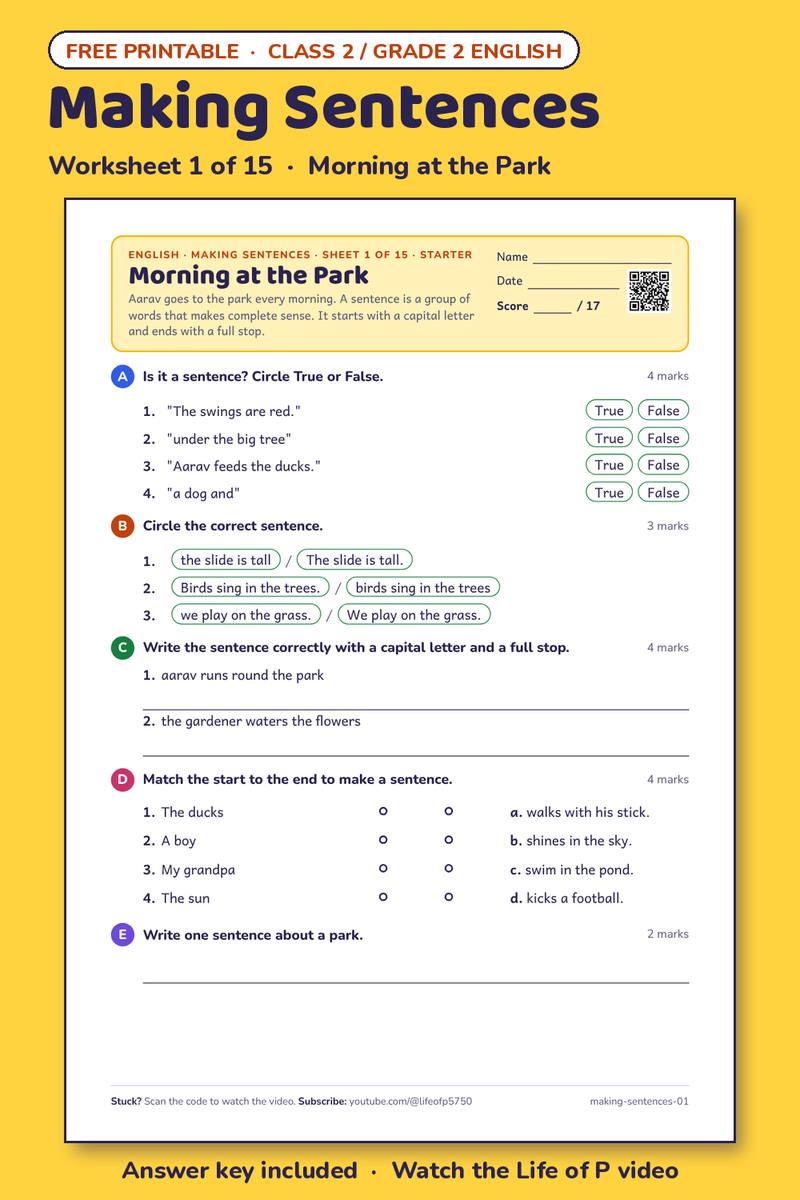 FREE PRINTABLE · CLASS 2 / GRADE 2 ENGLISH
Making Sentences
Worksheet 1 of 15 · Morning at the Park
ENGLISH · MAKING SENTENCES · SHEET 1 OF 15 · STARTER
Morning at the Park
Aarav goes to the park every morning. A sentence is a group of
words that makes complete sense. It starts with a capital letter
and ends with a full stop.
Name
Date
Score / 17
A Is it a sentence? Circle True or False. 4 marks
1. "The swings are red." True False
2. "under the big tree" True False
3. "Aarav feeds the ducks." True False
4. "a dog and" True False
B Circle the correct sentence. 3 marks
1. the slide is tall / The slide is tall.
2. Birds sing in the trees. / birds sing in the trees
3. we play on the grass. / We play on the grass.
C Write the sentence correctly with a capital letter and a full stop. 4 marks
1. aarav runs round the park
2. the gardener waters the flowers
D Match the start to the end to make a sentence. 4 marks
1. The ducks a. walks with his stick.
2. A boy b. shines in the sky.
3. My grandpa c. swim in the pond.
4. The sun d. kicks a football.
E Write one sentence about a park. 2 marks
Stuck? Scan the code to watch the video. Subscribe: youtube.com/@lifeofp5750 making-sentences-01
Answer key included · Watch the Life of P video